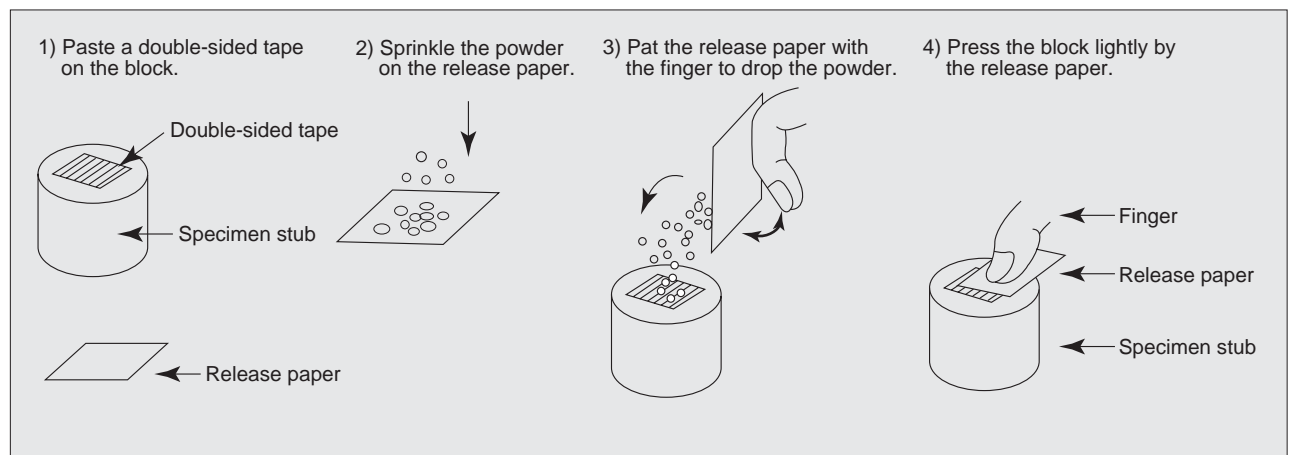 1) Paste a double-sided tape
on the block.
2) Sprinkle the powder
on the release paper.
3) Pat the release paper with
the finger to drop the powder.
4) Press the block lightly by
the release paper.
Double-sided tape
Specimen stub
Release paper
Finger
Release paper
Specimen stub